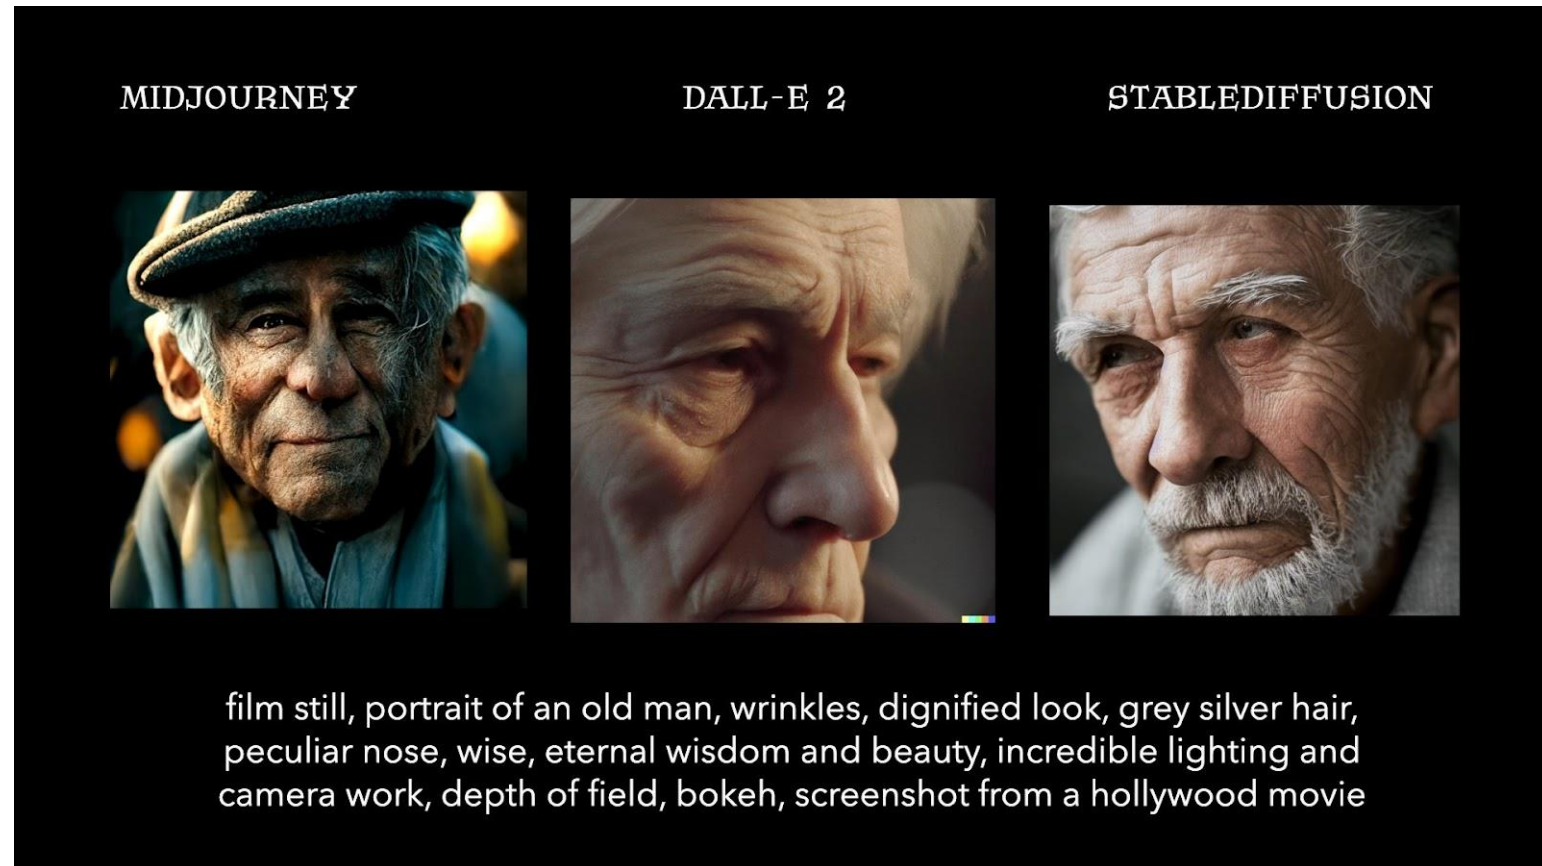 MIDJOURNEY
DALL-E 2
STABLEDIFFUSION
film still, portrait of an old man, wrinkles, dignified look, grey silver hair,
peculiar nose, wise, eternal wisdom and beauty, incredible lighting and
camera work, depth of field, bokeh, screenshot from a hollywood movie